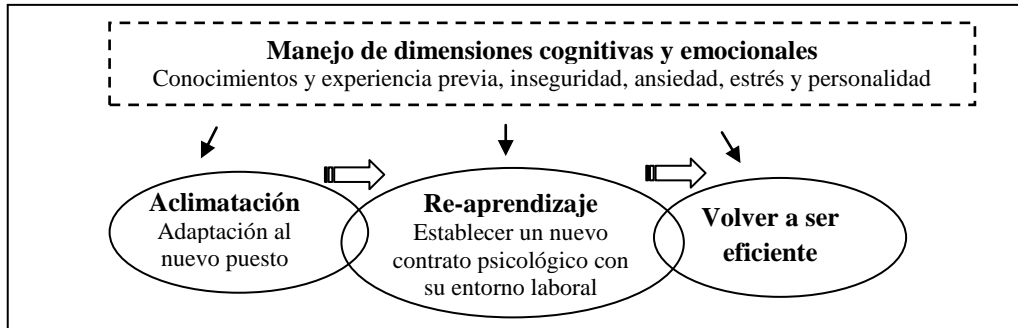 Manejo de dimensiones cognitivas y emocionales
Conocimientos y experiencia previa, inseguridad, ansiedad, estrés y personalidad
Aclimatación
Adaptación al
nuevo puesto
Re-aprendizaje
Establecer un nuevo
contrato psicológico con
su entorno laboral
Volver a ser
eficiente